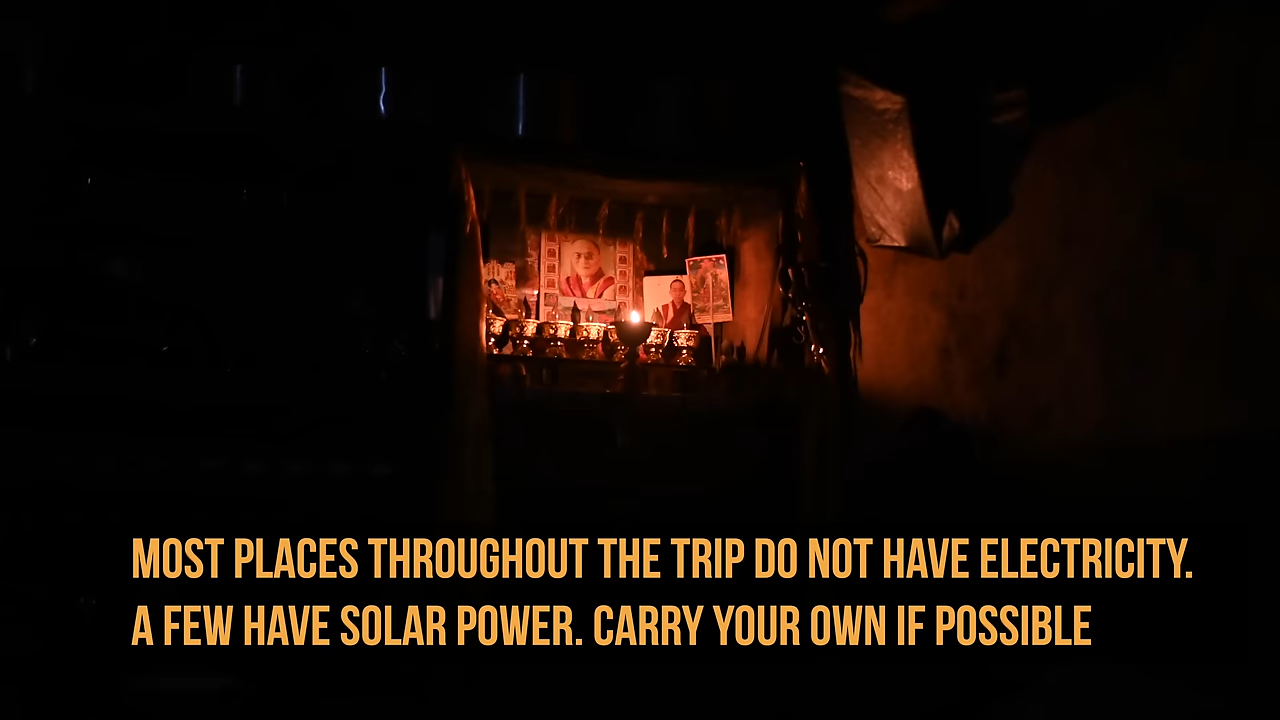 MOST PLACES THROUGHOUT THE TRIP DO NOT HAVE ELECTRICITY.
A FEW HAVE SOLAR POWER. CARRY YOUR OWN IF POSSIBLE